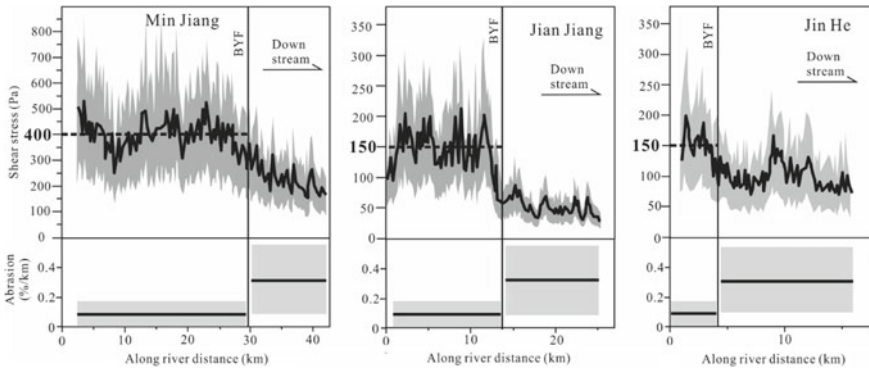 Min Jiang
BYF
Down
stream
Shear stress (Pa)
800
700
600
500
400
300
200
100
0
Abrasion
(%/km)
0.4
0.2
0
0
10
20
30
40
Along river distance (km)
Jian Jiang
BYF
Down
stream
350
300
250
200
150
100
50
0
0.4
0.2
0
0
10
20
Along river distance (km)
Jin He
BYF
Down
stream
350
300
250
200
150
100
50
0
0.4
0.2
0
10
Along river distance (km)